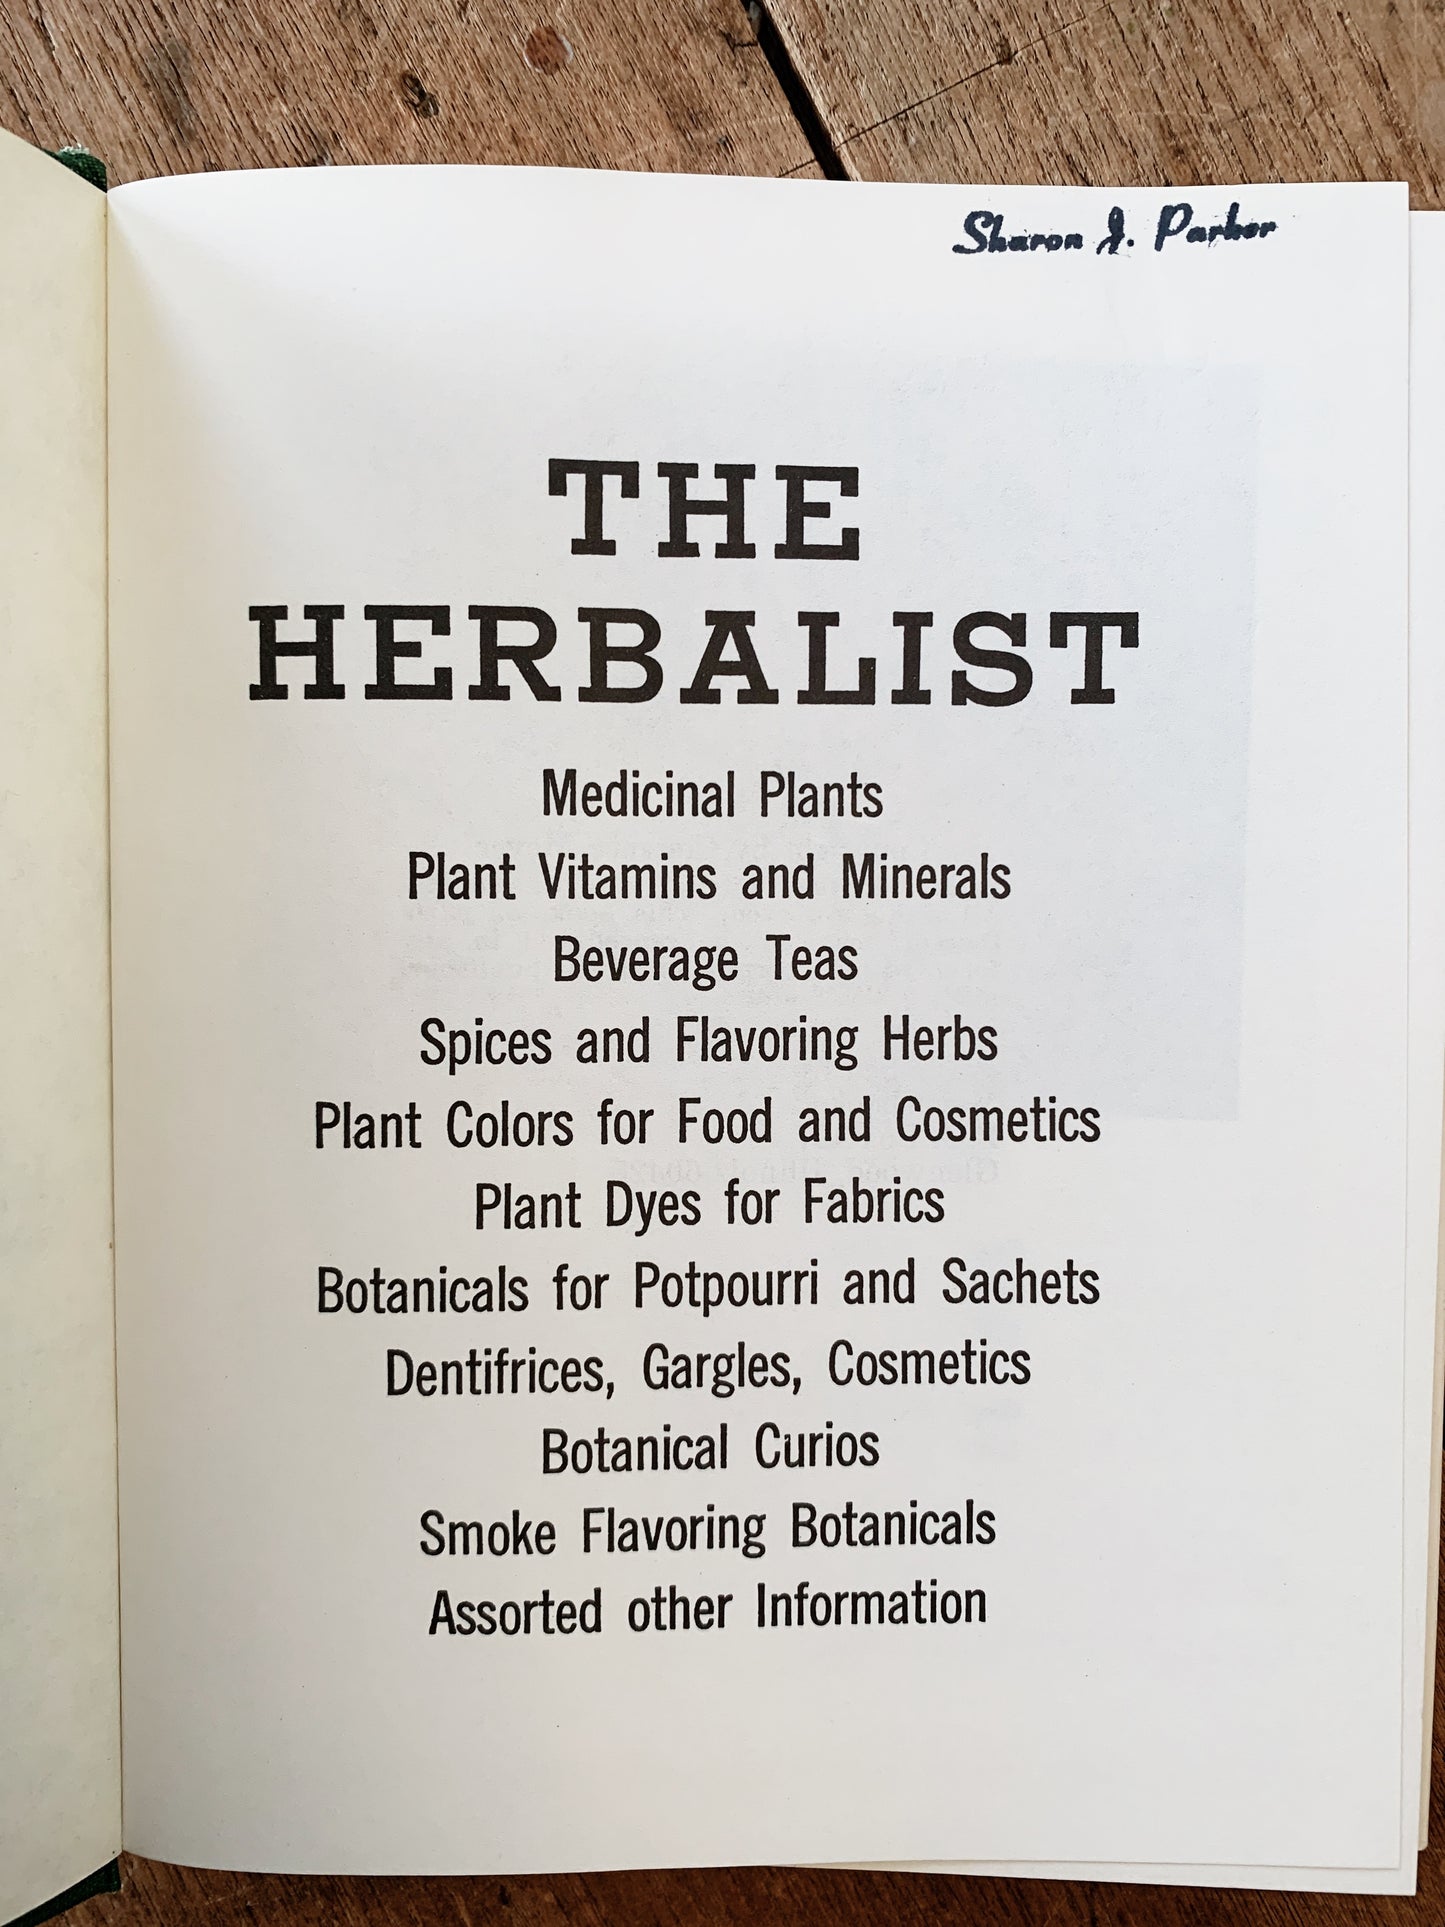 Sharon J. Parker
THE
HERBALIST
Medicinal Plants
Plant Vitamins and Minerals
Beverage Teas
Spices and Flavoring Herbs
Plant Colors for Food and Cosmetics
Plant Dyes for Fabrics
Botanicals for Potpourri and Sachets
Dentifrices, Gargles, Cosmetics
Botanical Curios
Smoke Flavoring Botanicals
Assorted other Information